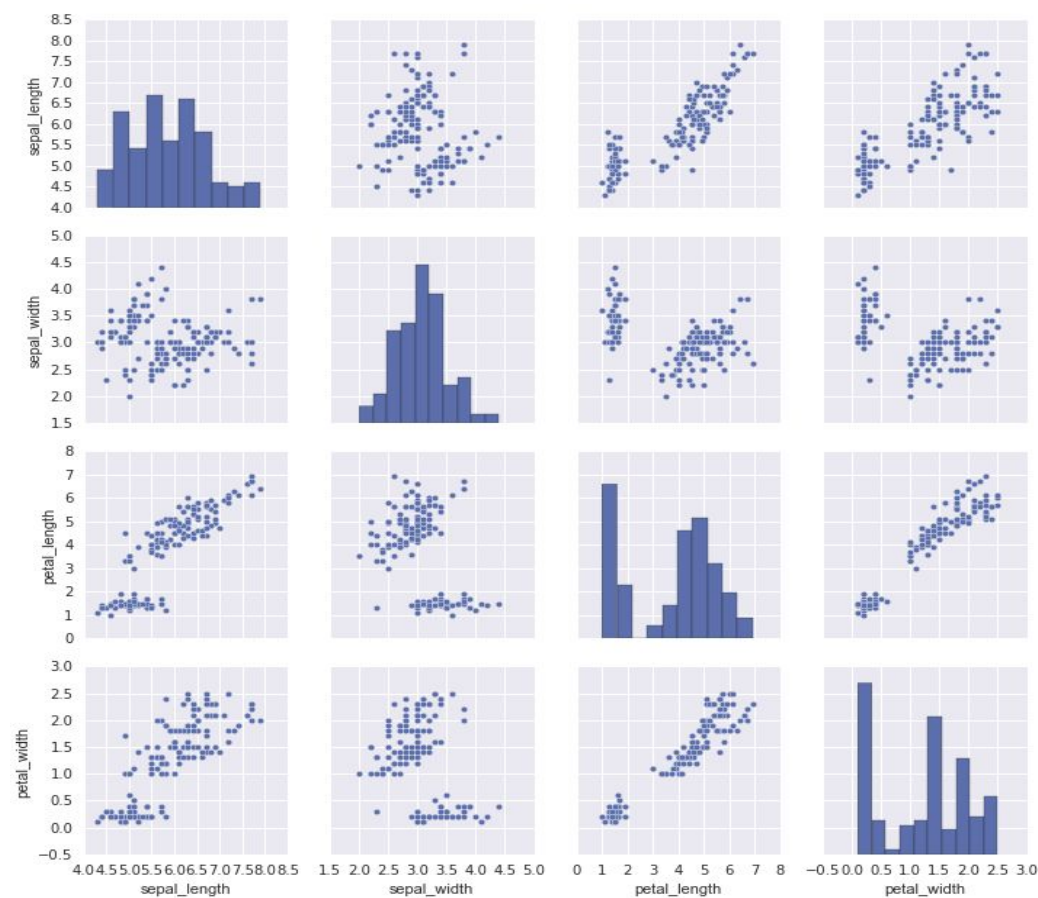 8.5
8.0
7.5
7.0
6.5
6.0
5.5
5.0
4.5
4.0
sepal_length
5.0
4.5
4.0
3.5
3.0
2.5
2.0
1.5
sepal_width
8
7
6
5
4
3
2
1
0
petal_length
3.0
2.5
2.0
1.5
1.0
0.5
0.0
−0.5
petal_width
4.0 4.5 5.0 5.5 6.0 6.5 7.0 7.5 8.0 8.5
sepal_length
1.5 2.0 2.5 3.0 3.5 4.0 4.5 5.0
sepal_width
0 1 2 3 4 5 6 7 8
petal_length
−0.5 0.0 0.5 1.0 1.5 2.0 2.5 3.0
petal_width